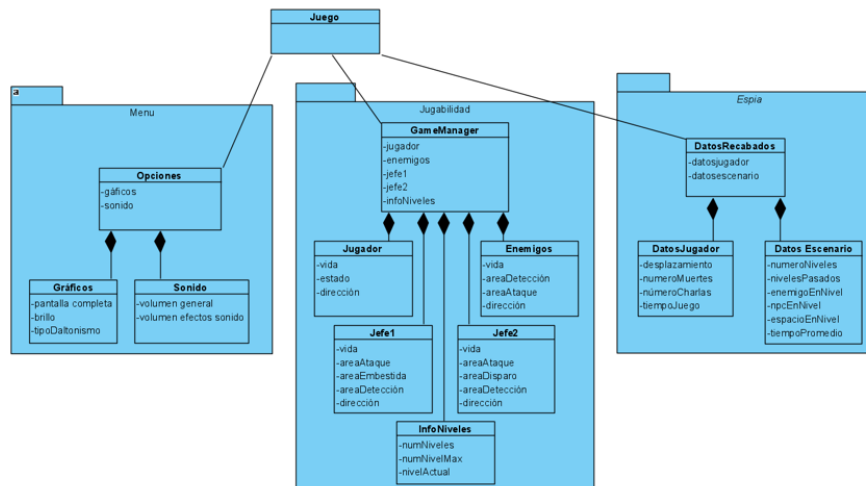 Juego
a
Menu
Opciones
-gáficos
-sonido
Gráficos
-pantalla completa
-brillo
-tipoDaltonismo
Sonido
-volumen general
-volumen efectos sonido
Jugabilidad
GameManager
-jugador
-enemigos
-jefe1
-jefe2
-infoNiveles
Jugador
-vida
-estado
-dirección
Enemigos
-vida
-areaDetección
-areaAtaque
-dirección
Jefe1
-vida
-areaAtaque
-areaEmbestida
-areaDetección
-dirección
Jefe2
-vida
-areaAtaque
-areaDisparo
-areaDetección
-dirección
InfoNiveles
-numNiveles
-numNivelMax
-nivelActual
Espia
DatosRecabados
-datosjugador
-datosescenario
DatosJugador
-desplazamiento
-numeroMuertes
-númeroCharlas
-tiempoJuego
Datos Escenario
-numeroNiveles
-nivelesPasados
-enemigoEnNivel
-npcEnNivel
-espacioEnNivel
-tiempoPromedio